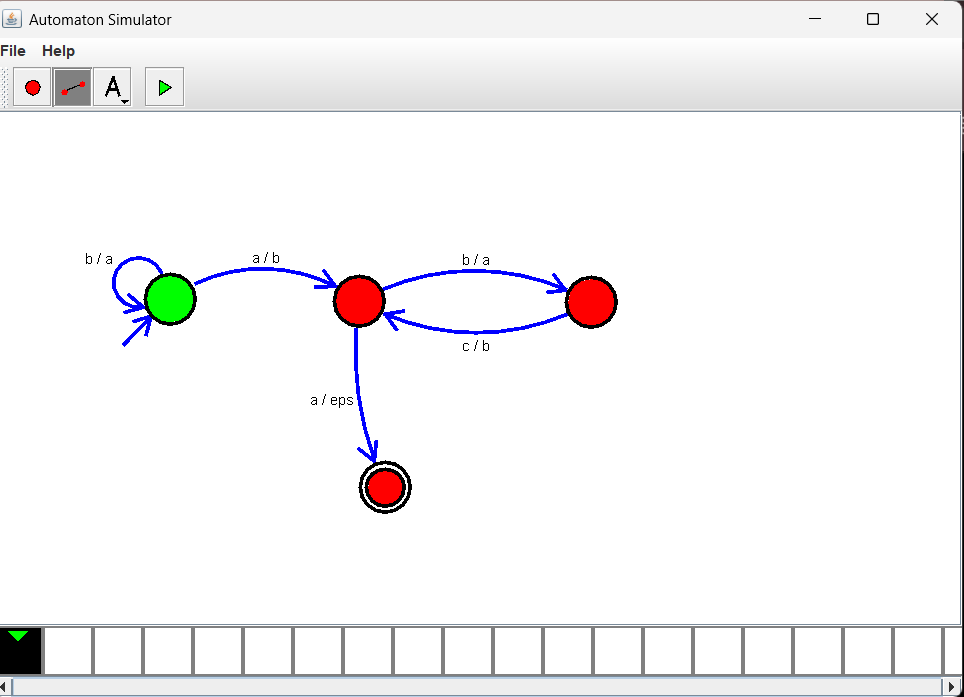 Automaton Simulator
File Help
A
b / a
a / b
b / a
c / b
a / eps